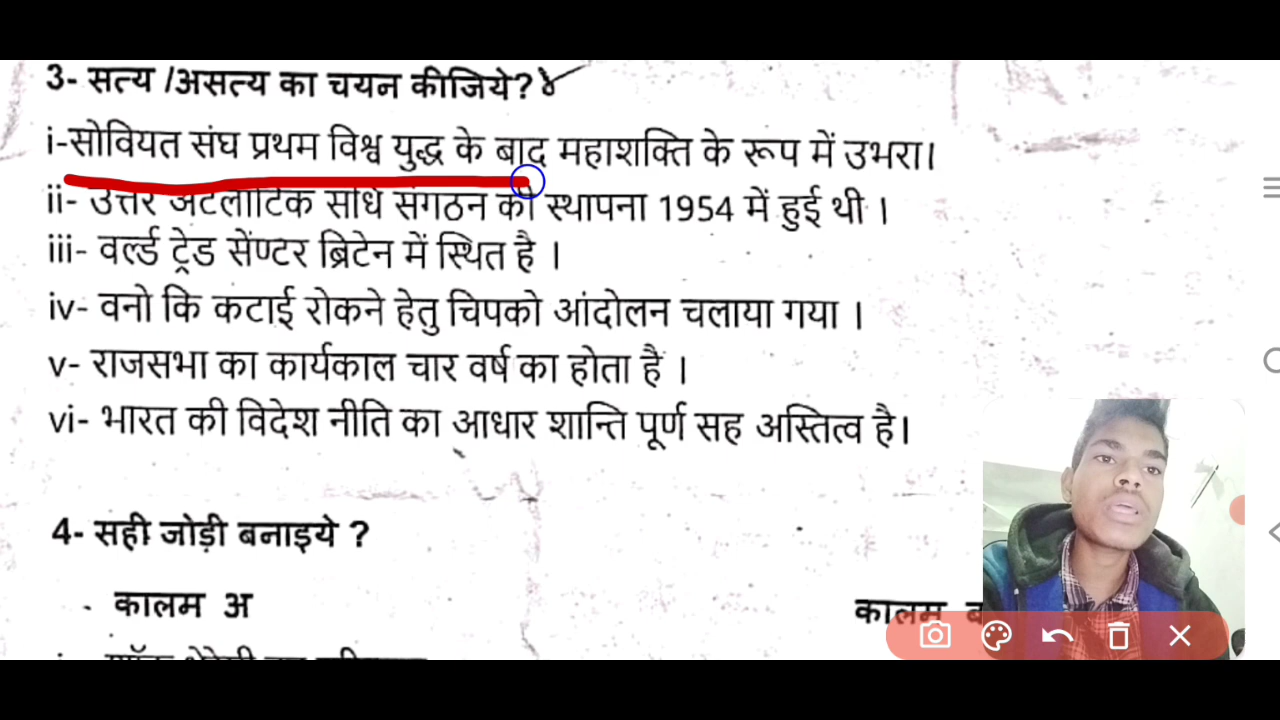 3- सत्य /असत्य का चयन कीजिये?
i-सोवियत संघ प्रथम विश्व युद्ध के बाद महाशक्ति के रूप में उभरा।
ii- उत्तर अटलांटिक संधि संगठन की स्थापना 1954 में हुई थी ।
iii- वर्ल्ड ट्रेड सेंण्टर ब्रिटेन में स्थित है ।
iv- वनो कि कटाई रोकने हेतु चिपको आंदोलन चलाया गया ।
v- राजसभा का कार्यकाल चार वर्ष का होता है ।
vi- भारत की विदेश नीति का आधार शान्ति पूर्ण सह अस्तित्व है।
4- सही जोड़ी बनाइये ?
कालम अ
कालम